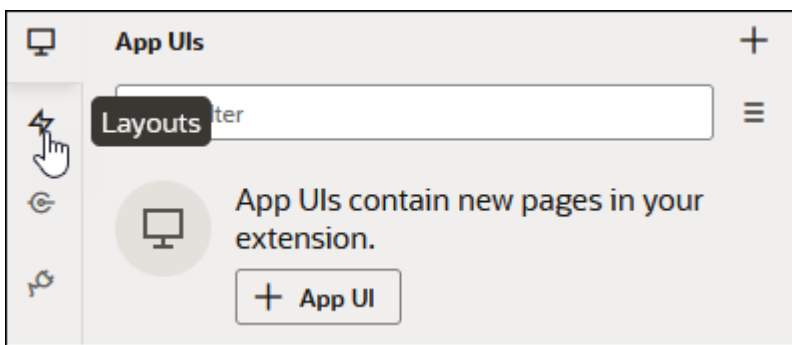 App UIs
Layouts
lter
App UIs contain new pages in your
extension.
+ App UI